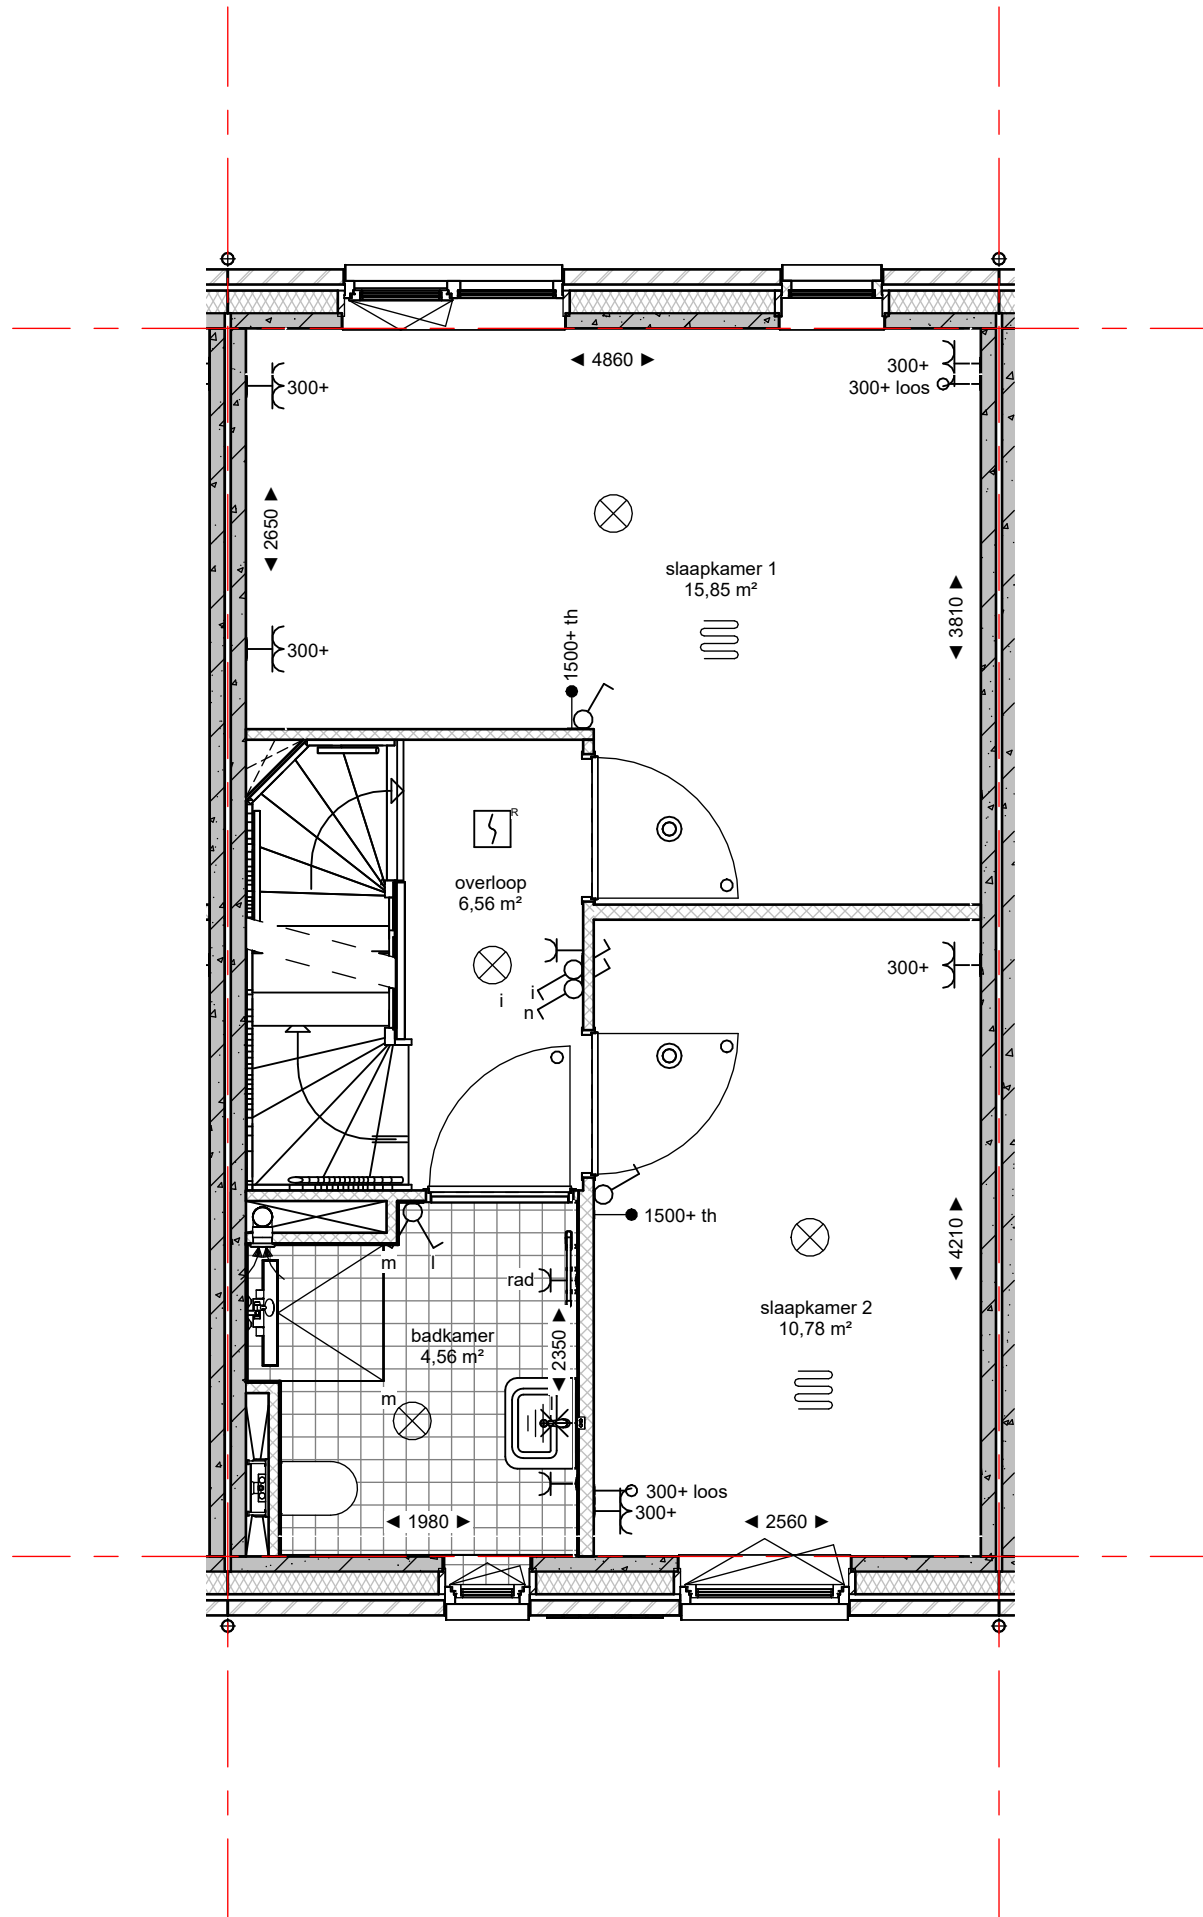 ◄ 4860 ►
300+
300+
300+ loos
◄ 2650 ►
slaapkamer 1
15,85 m²
◄ 3810 ►
1500+ th
300+
R
overloop
6,56 m²
300+
i
i
n
1500+ th
◄ 4210 ►
m
l
rad
slaapkamer 2
10,78 m²
badkamer
4,56 m²
◄ 2350 ►
m
300+ loos
300+
◄ 1980 ►
◄ 2560 ►